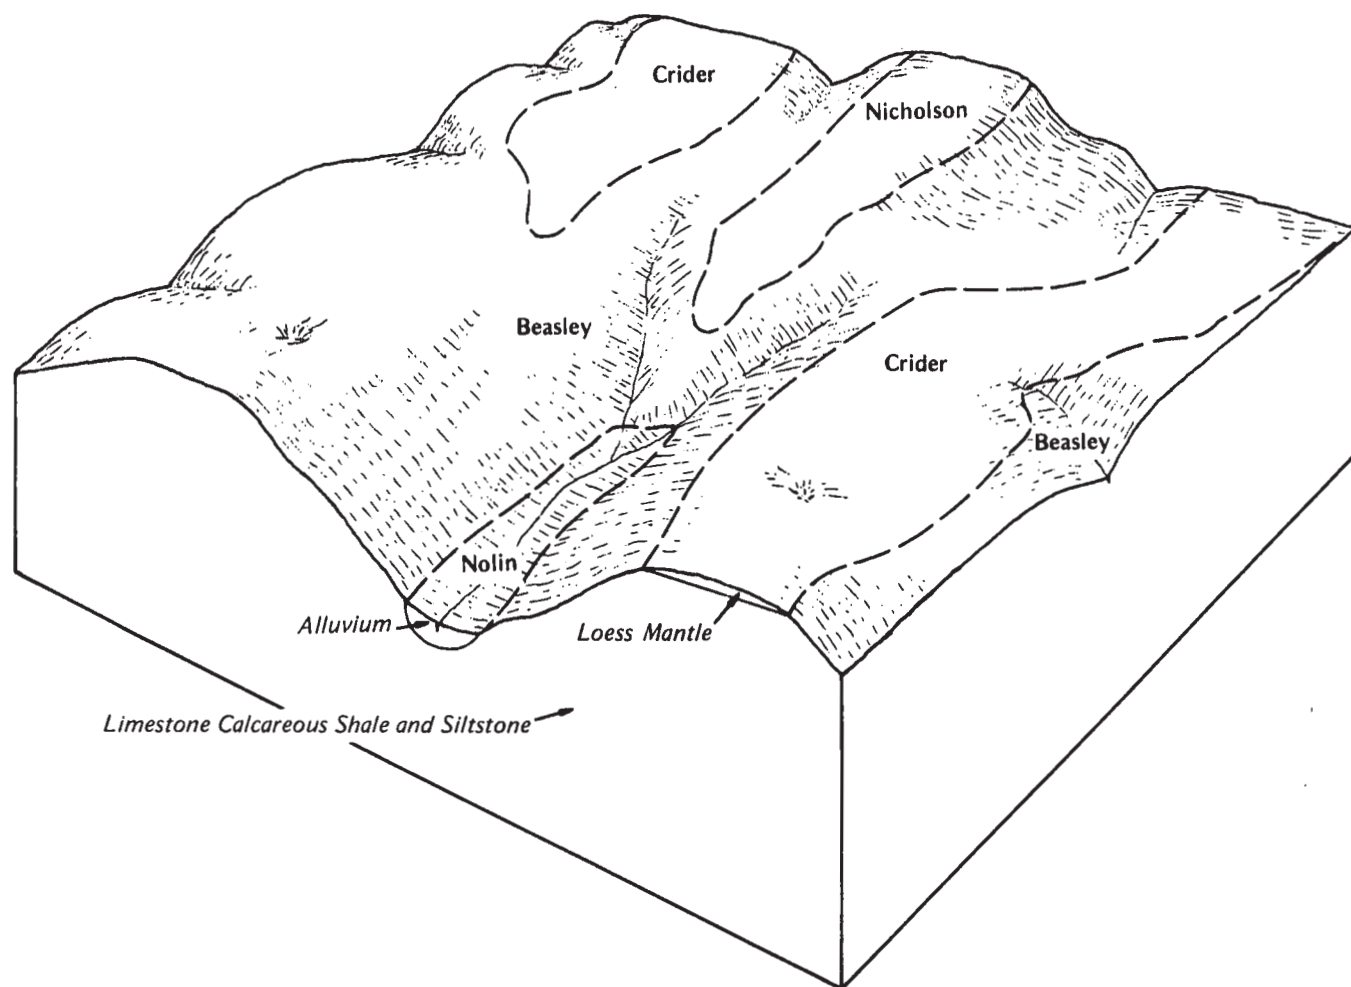 Crider
Nicholson
Beasley
Crider
Beasley
Nolin
Alluvium
Loess Mantle
Limestone Calcareous Shale and Siltstone